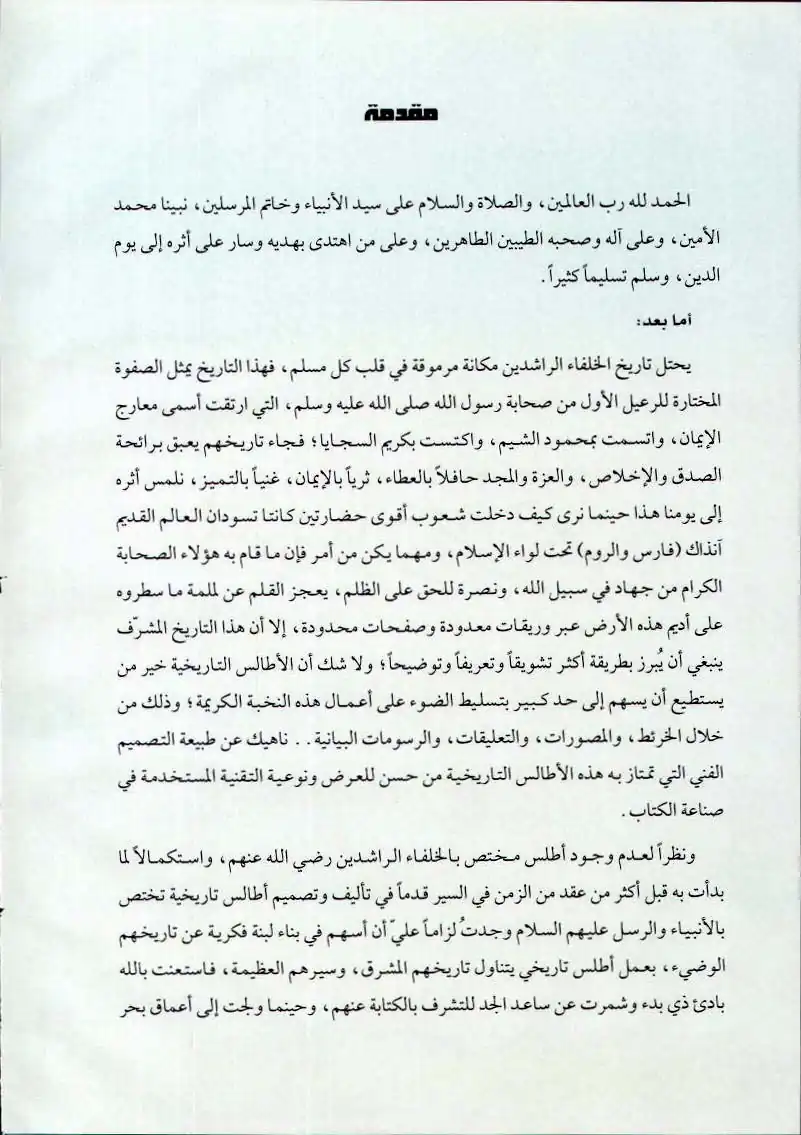 مقدمة
الحمد لله رب العالمين، والصلاة والسلام على سيد الأنبياء وخاتم المرسلين، نبينا محمد
الأمين، وعلى آله وصحبه الطيبين الطاهرين، وعلى من اهتدى بهديه وسار على أثره إلى يوم
الدين، وسلم تسليماً كثيراً.
أما بعد:
يحتل تاريخ الخلفاء الراشدين مكانة مرموقة في قلب كل مسلم، فهذا التاريخ يمثل الصفوة
المختارة للرعيل الأول من صحابة رسول الله صلى الله عليه وسلم، التي ارتقت أسمى معارج
الإيمان، واتسمت بمحمود الشيم، واكتست بكريم السجايا؛ فجاء تاريخهم يعبق برائحة
الصدق والإخلاص، والعزة والمجد حافلاً بالعطاء، ثرياً بالإيمان، غنياً بالتميز، نلمس أثره
إلى يومنا هذا حينما نرى كيف دخلت شعوب أقوى حضارتين كانتا تسودان العالم القديم
آنذاك (فارس والروم) تحت لواء الإسلام، ومهما يكن من أمر فإن ما قام به هؤلاء الصحابة
الكرام من جهاد في سبيل الله، ونصرة للحق على الظلم، يعجز القلم عن لملمة ما سطروه
على أديم هذه الأرض عبر وريقات معدودة وصفحات محدودة، إلا أن هذا التاريخ المشرّف
ينبغي أن يُبرز بطريقة أكثر تشويقاً وتعريفاً وتوضيحاً؛ ولا شك أن الأطالس التاريخية خير من
يستطيع أن يسهم إلى حد كبير بتسليط الضوء على أعمال هذه النخبة الكريمة؛ وذلك من
خلال الخرئط، والمصورات، والتعليقات، والرسومات البيانية.. ناهيك عن طبيعة التصميم
الفني التي تمتاز به هذه الأطالس التاريخية من حسن للعرض ونوعية التقنية المستخدمة في
صناعة الكتاب.
ونظراً لعدم وجود أطلس مختص بالخلفاء الراشدين رضي الله عنهم، واستكمالاً لما
بدأت به قبل أكثر من عقد من الزمن في السير قدماً في تأليف وتصميم أطالس تاريخية تختص
بالأنبياء والرسل عليهم السلام وجدتُ لزاماً عليّ أن أسهم في بناء لبنة فكرية عن تاريخهم
الوضيء، بعمل أطلس تاريخي يتناول تاريخهم المشرق، وسيرهم العظيمة، فاستعنت بالله
بادئ ذي بدء وشمرت عن ساعد الجد للتشرف بالكتابة عنهم، وحينما ولجت إلى أعماق بحر